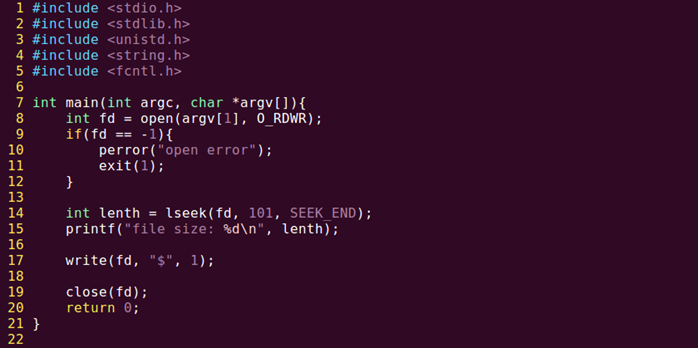 1 #include <stdio.h>
2 #include <stdlib.h>
3 #include <unistd.h>
4 #include <string.h>
5 #include <fcntl.h>
6
7 int main(int argc, char *argv[]){
8     int fd = open(argv[1], O_RDWR);
9     if(fd == -1){
10         perror("open error");
11         exit(1);
12     }
13
14     int lenth = lseek(fd, 101, SEEK_END);
15     printf("file size: %d\n", lenth);
16
17     write(fd, "$", 1);
18
19     close(fd);
20     return 0;
21 }
22